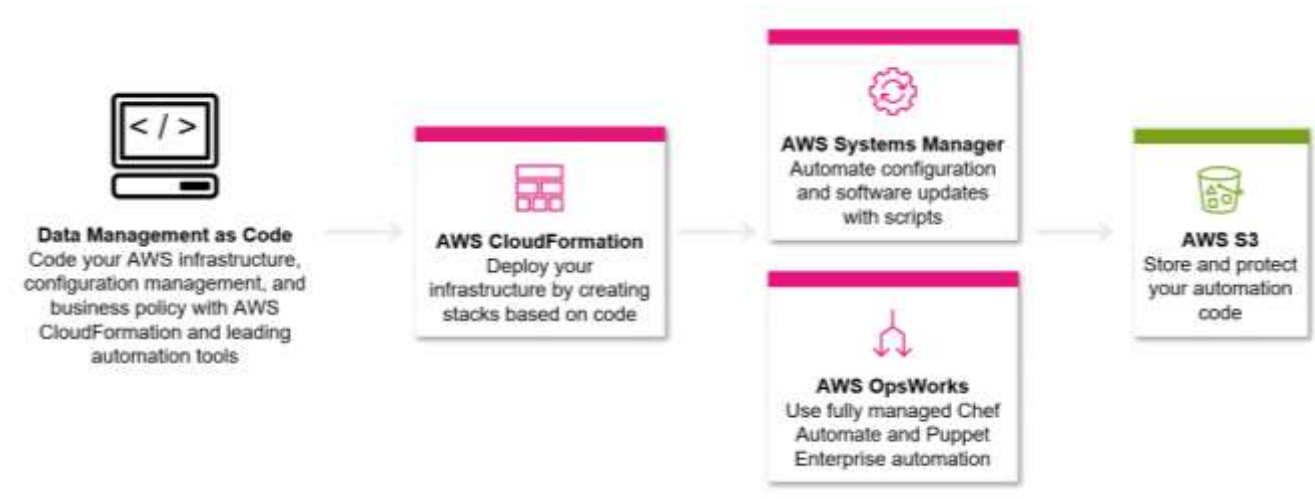 </>
Data Management as Code
Code your AWS infrastructure,
configuration management, and
business policy with AWS
CloudFormation and leading
automation tools
AWS CloudFormation
Deploy your
infrastructure by creating
stacks based on code
AWS Systems Manager
Automate configuration
and software updates
with scripts
AWS OpsWorks
Use fully managed Chef
Automate and Puppet
Enterprise automation
AWS S3
Store and protect
your automation
code